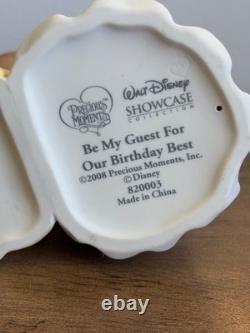 PRECIOUS MOMENTS
WALT DISNEY
SHOWCASE
COLLECTION
Be My Guest For
Our Birthday Best
©2008 Precious Moments, Inc.
©Disney
820003
Made in China